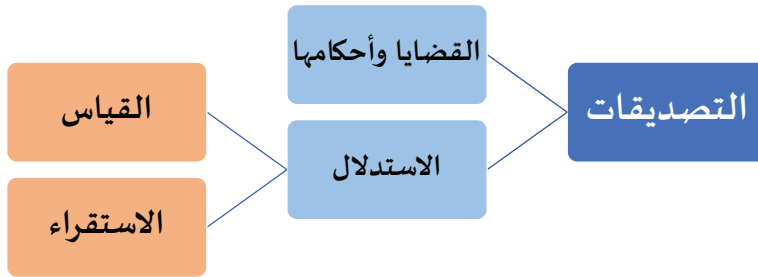 التصديقات
القضايا وأحكامها
الاستدلال
القياس
الاستقراء